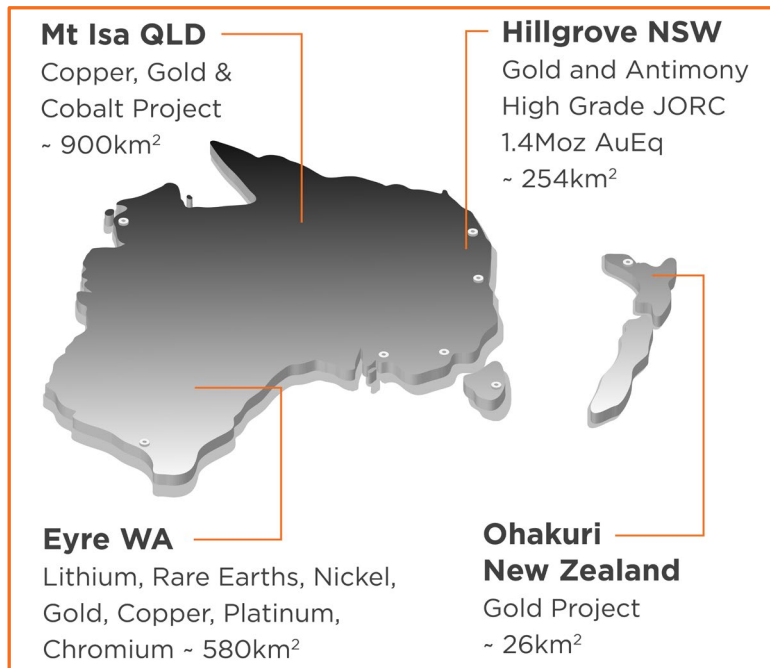 Mt Isa QLD
Copper, Gold &
Cobalt Project
~ 900km²
Hillgrove NSW
Gold and Antimony
High Grade JORC
1.4Moz AuEq
~ 254km²
Eyre WA
Lithium, Rare Earths, Nickel,
Gold, Copper, Platinum,
Chromium ~ 580km²
Ohakuri
New Zealand
Gold Project
~ 26km²